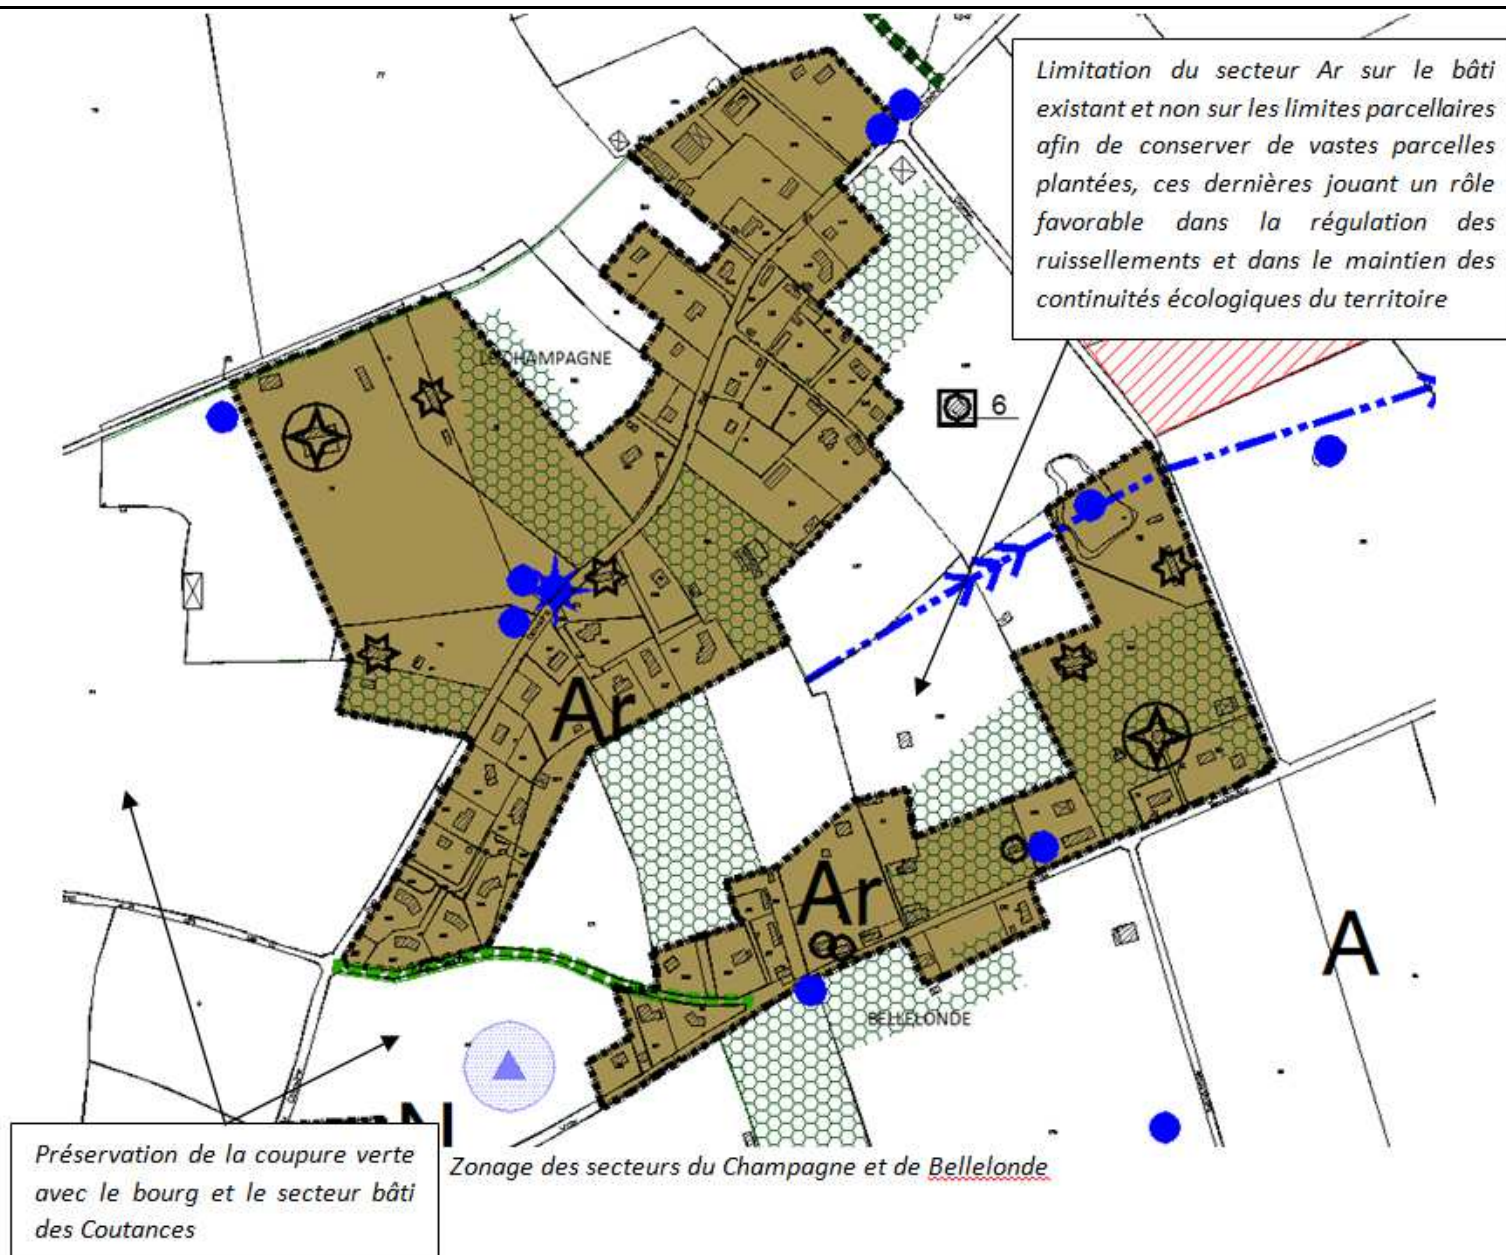 Limitation du secteur Ar sur le bâti
existant et non sur les limites parcellaires
afin de conserver de vastes parcelles
plantées, ces dernières jouant un rôle
favorable dans la régulation des
ruissellements et dans le maintien des
continuités écologiques du territoire
CHAMPAGNE
6
Ar
Ar
A
BELLELONDE
N
Préservation de la coupure verte
avec le bourg et le secteur bâti
des Coutances
Zonage des secteurs du Champagne et de Bellelonde